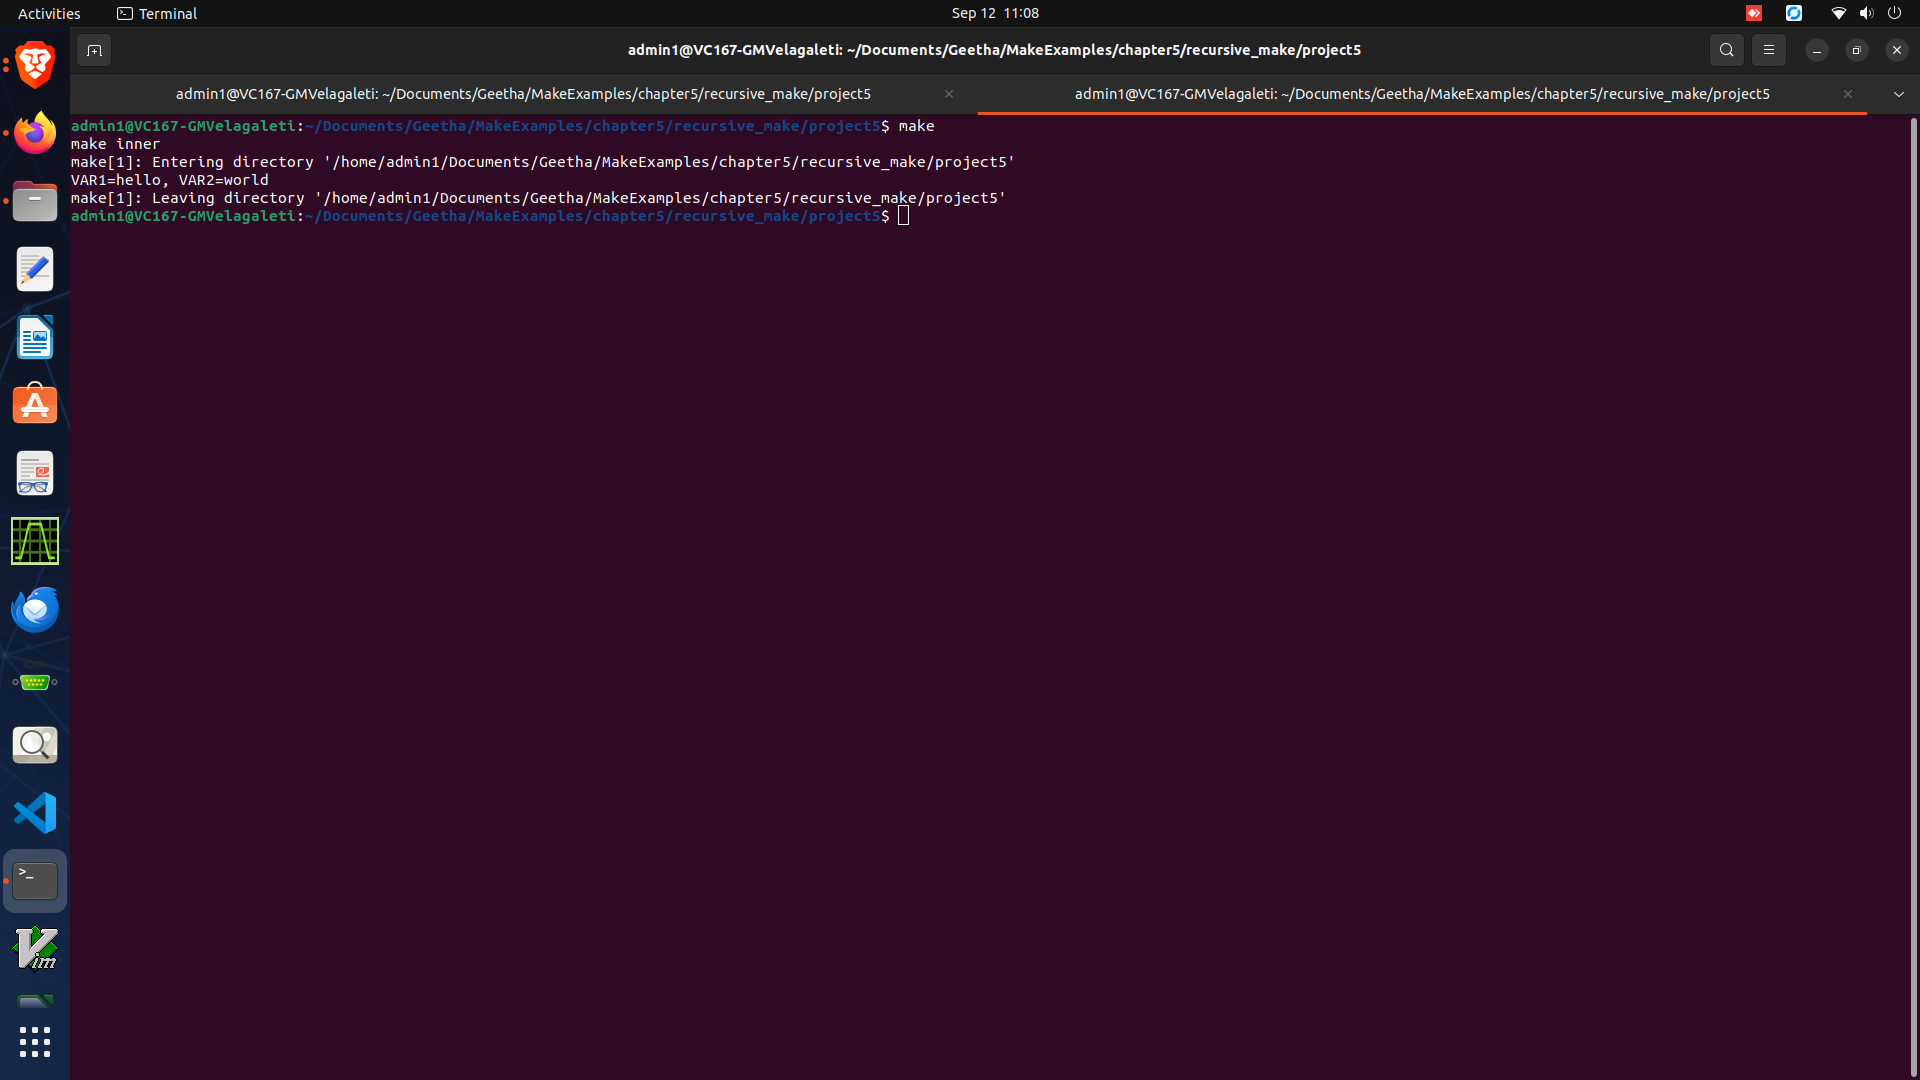 Activities
Terminal
Sep 12 11:08
admin1@VC167-GMVelagaleti: ~/Documents/Geetha/MakeExamples/chapter5/recursive_make/project5
admin1@VC167-GMVelagaleti: ~/Documents/Geetha/MakeExamples/chapter5/recursive_make/project5
admin1@VC167-GMVelagaleti: ~/Documents/Geetha/MakeExamples/chapter5/recursive_make/project5
admin1@VC167-GMVelagaleti:~/Documents/Geetha/MakeExamples/chapter5/recursive_make/project5$ make
make inner
make[1]: Entering directory '/home/admin1/Documents/Geetha/MakeExamples/chapter5/recursive_make/project5'
VAR1=hello, VAR2=world
make[1]: Leaving directory '/home/admin1/Documents/Geetha/MakeExamples/chapter5/recursive_make/project5'
admin1@VC167-GMVelagaleti:~/Documents/Geetha/MakeExamples/chapter5/recursive_make/project5$
>_
Vim